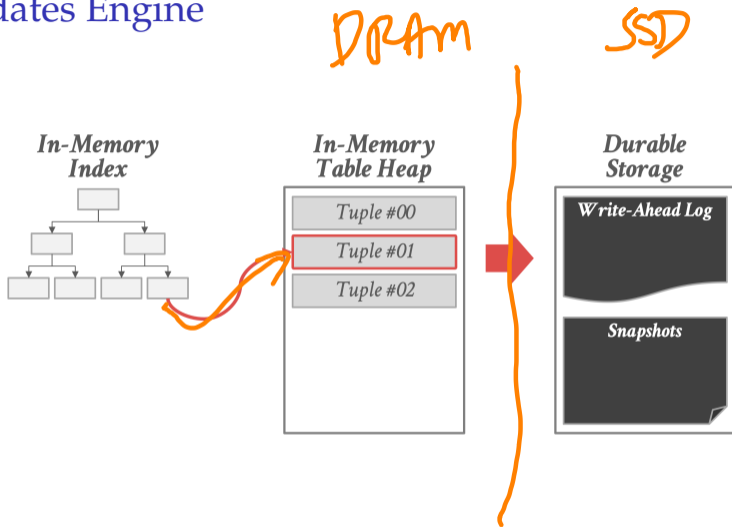 dates Engine
DRAM
SSD
In-Memory
Index
In-Memory
Table Heap
Durable
Storage
Tuple #00
Tuple #01
Tuple #02
Write-Ahead Log
Snapshots